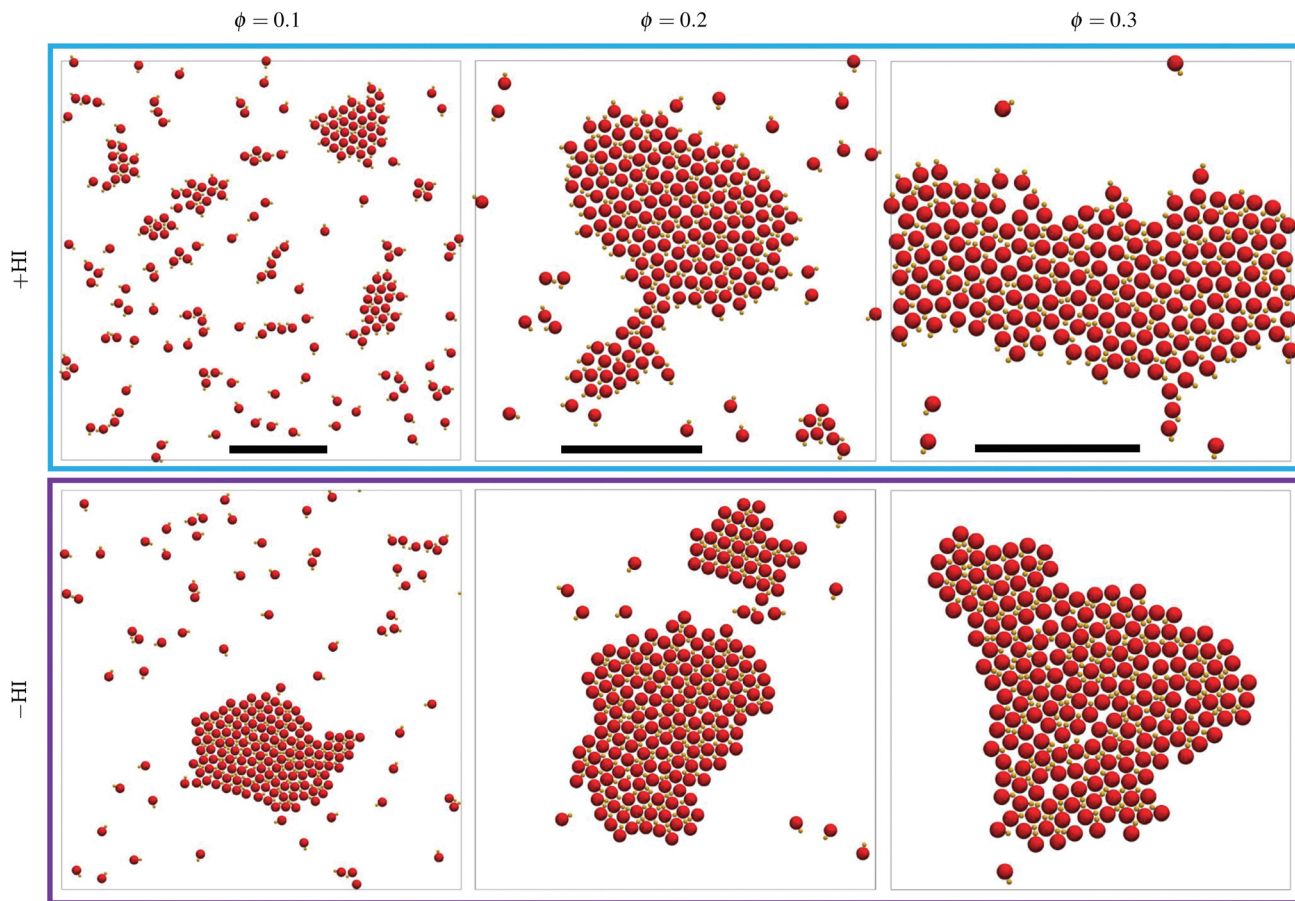 ϕ = 0.1
ϕ = 0.2
ϕ = 0.3
+HI
−HI